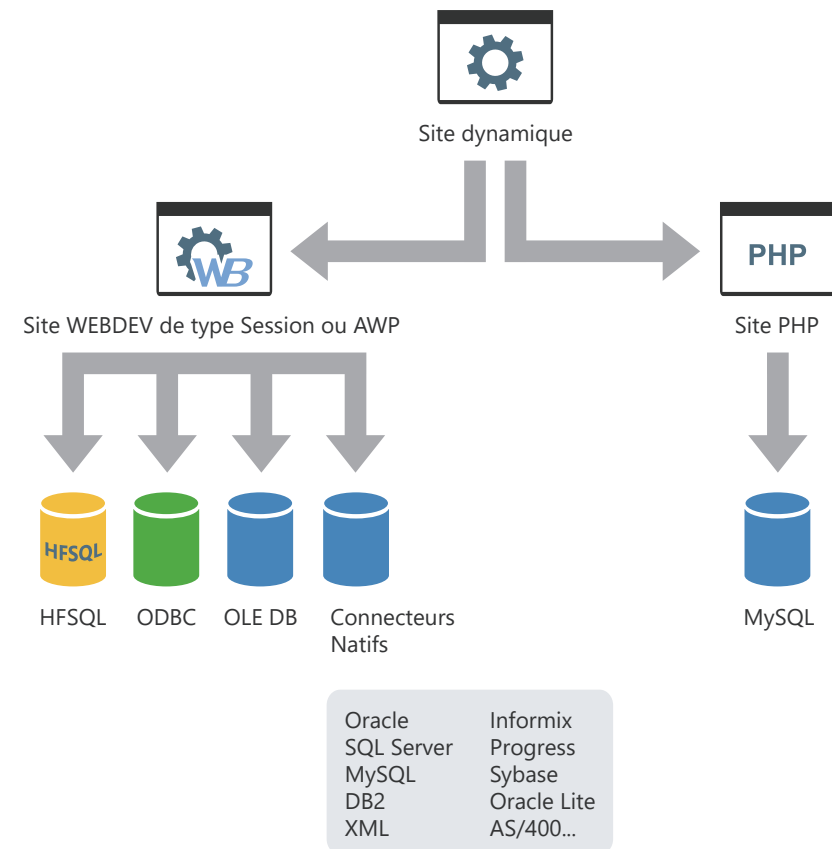 Site dynamique
WB
PHP
Site WEBDEV de type Session ou AWP
Site PHP
HFSQL
HFSQL
ODBC
OLE DB
Connecteurs
Natifs
MySQL
Oracle
SQL Server
MySQL
DB2
XML
Informix
Progress
Sybase
Oracle Lite
AS/400...